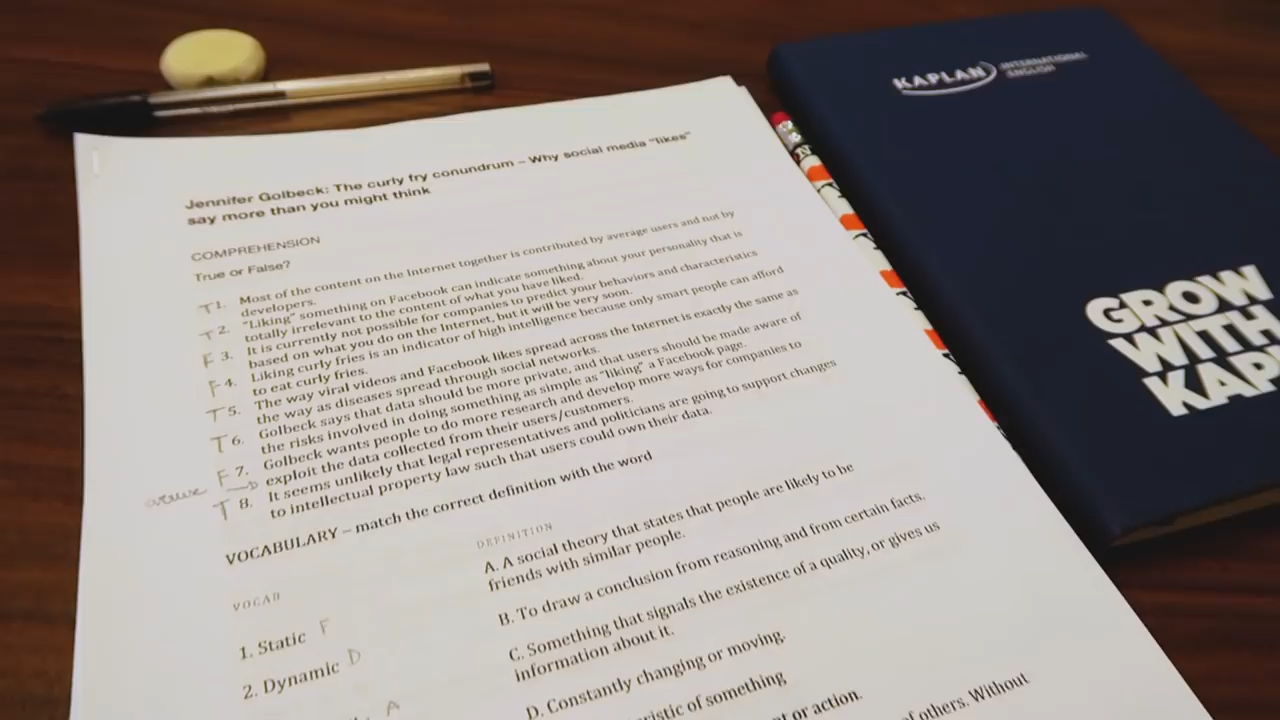 KAPLAN INTERNATIONAL
ENGLISH
GROW
WITH
KAP
Jennifer Golbeck: The curly fry conundrum – Why social media "likes"
say more than you might think
COMPREHENSION
True or False?
T 1. Most of the content on the Internet together is contributed by average users and not by
developers.
T 2. "Liking" something on Facebook can indicate something about your personality that is
totally irrelevant to the content of what you have liked.
F 3. It is currently not possible for companies to predict your behaviors and characteristics
based on what you do on the Internet, but it will be very soon.
F 4. Liking curly fries is an indicator of high intelligence because only smart people can afford
to eat curly fries.
T 5. The way viral videos and Facebook likes spread across the Internet is exactly the same as
the way as diseases spread through social networks.
T 6. Golbeck says that data should be more private, and that users should be made aware of
the risks involved in doing something as simple as "liking" a Facebook page.
F 7. Golbeck wants people to do more research and develop more ways for companies to
exploit the data collected from their users/customers.
T 8. It seems unlikely that legal representatives and politicians are going to support changes
to intellectual property law such that users could own their data.
VOCABULARY – match the correct definition with the word
VOCAB
DEFINITION
1. Static F
2. Dynamic D
A
A. A social theory that states that people are likely to be
friends with similar people.
B. To draw a conclusion from reasoning and from certain facts.
C. Something that signals the existence of a quality, or gives us
information about it.
D. Constantly changing or moving.
ristic of something
t or action.
of others. Without